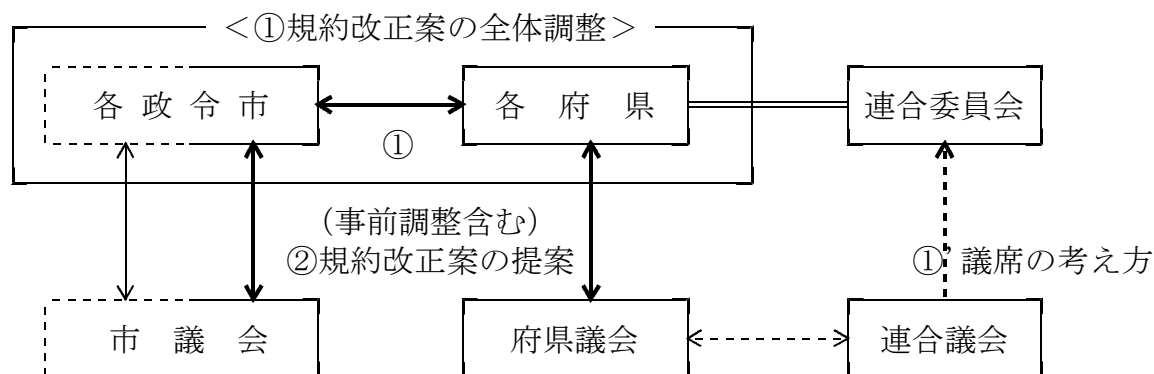 ＜①規約改正案の全体調整＞
各政令市
各府県
連合委員会
①
(事前調整含む)
②規約改正案の提案
①’議席の考え方
市議会
府県議会
連合議会